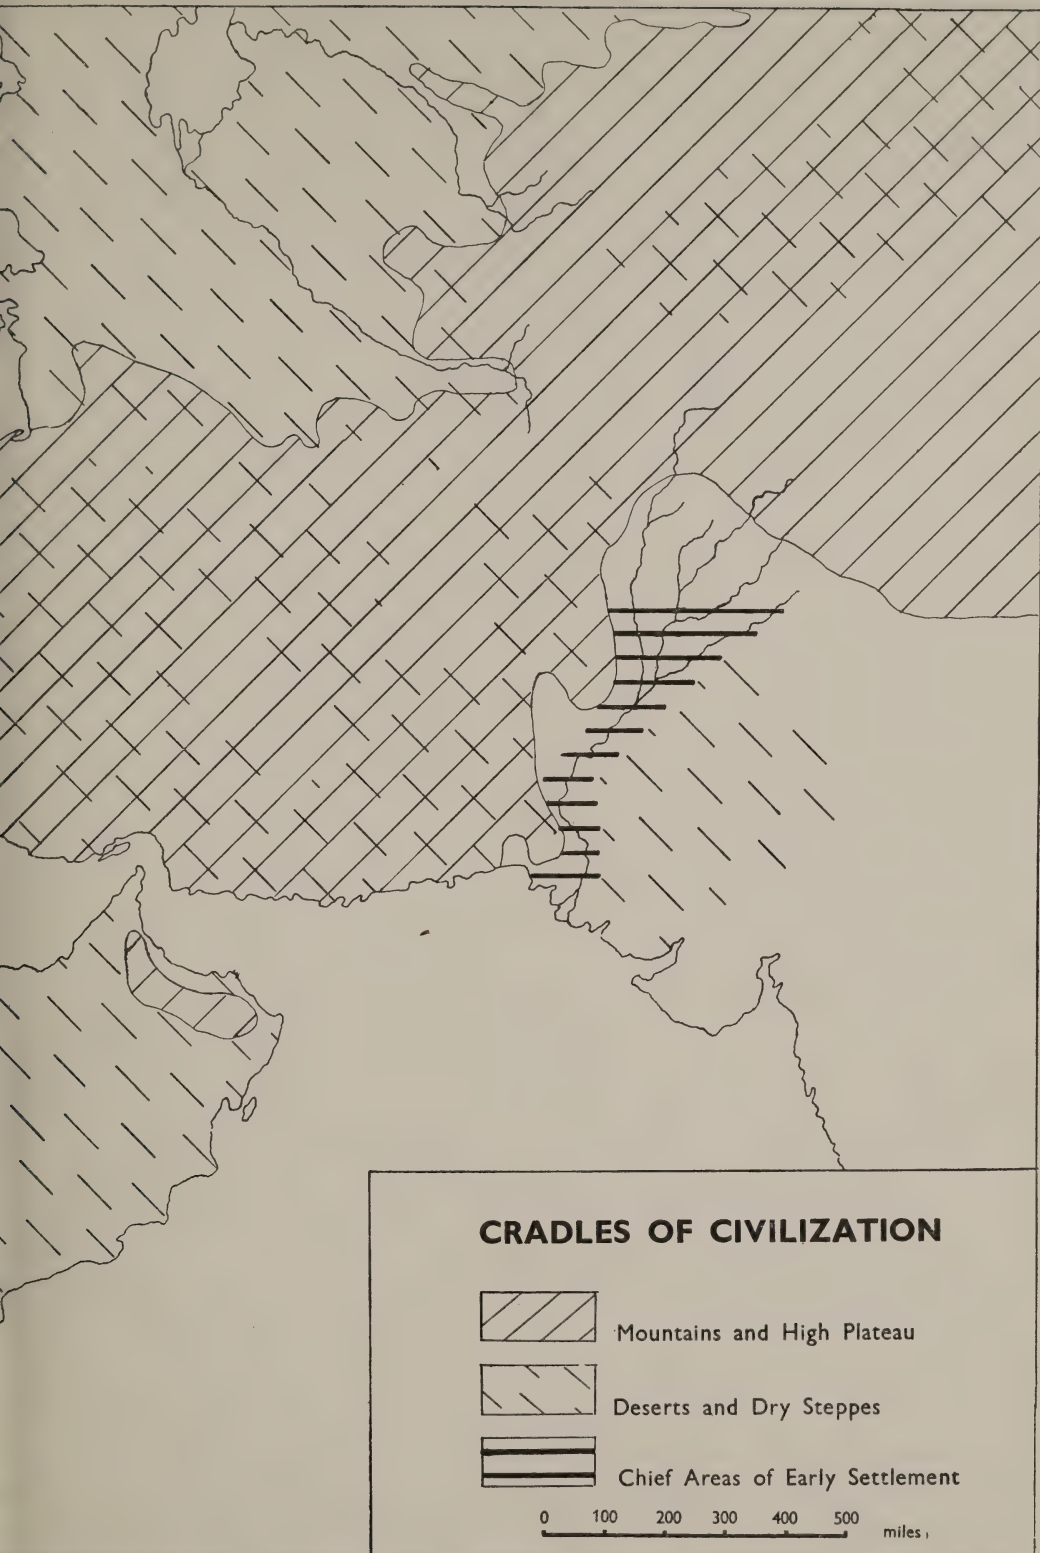 CRADLES OF CIVILIZATION
Mountains and High Plateau
Deserts and Dry Steppes
Chief Areas of Early Settlement
0 100 200 300 400 500
miles